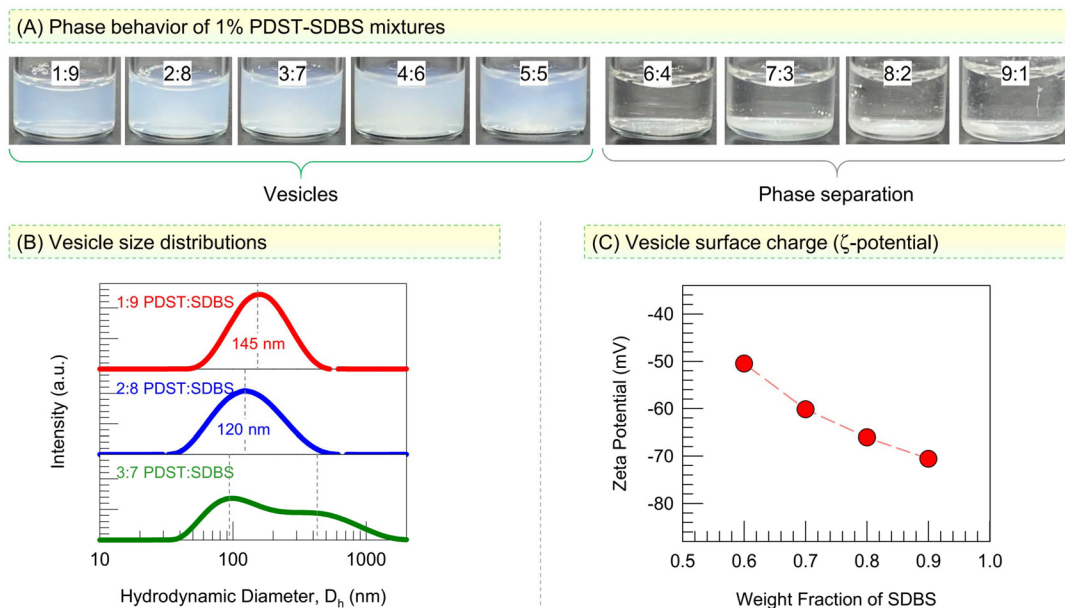 (A) Phase behavior of 1% PDST-SDBS mixtures
1:9 2:8 3:7 4:6 5:5 6:4 7:3 8:2 9:1
Vesicles Phase separation
(B) Vesicle size distributions
1:9 PDST:SDBS
145 nm
2:8 PDST:SDBS
120 nm
3:7 PDST:SDBS
Intensity (a.u.)
10 100 1000
Hydrodynamic Diameter, Dₕ (nm)
(C) Vesicle surface charge (ζ-potential)
Zeta Potential (mV)
-40
-50
-60
-70
-80
0.5 0.6 0.7 0.8 0.9 1.0
Weight Fraction of SDBS